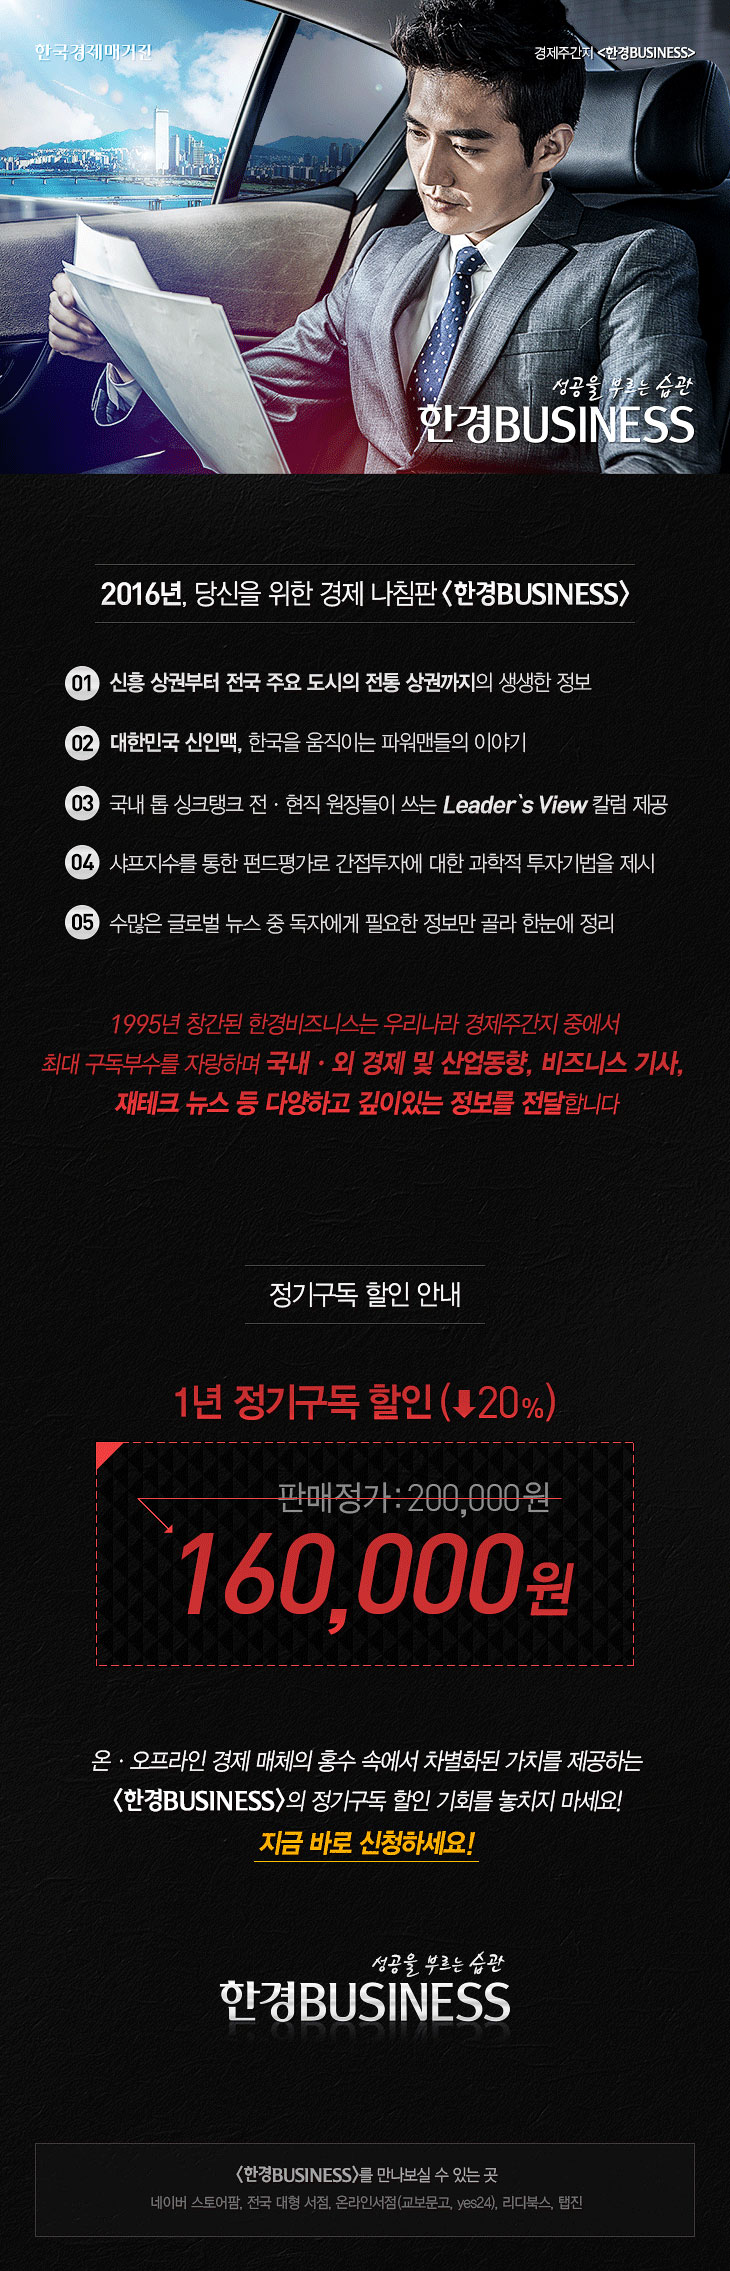 한국경제매거진
경제주간지 <한경BUSINESS>
성공을 부르는 습관
한경BUSINESS
2016년, 당신을 위한 경제 나침판 <한경BUSINESS>
01 신흥 상권부터 전국 주요 도시의 전통 상권까지의 생생한 정보
02 대한민국 신인맥, 한국을 움직이는 파워맨들의 이야기
03 국내 톱 싱크탱크 전 · 현직 원장들이 쓰는 Leader`s View 칼럼 제공
04 샤프지수를 통한 펀드평가로 간접투자에 대한 과학적 투자기법을 제시
05 수많은 글로벌 뉴스 중 독자에게 필요한 정보만 골라 한눈에 정리
1995년 창간된 한경비즈니스는 우리나라 경제주간지 중에서
최대 구독부수를 자랑하며 국내 · 외 경제 및 산업동향, 비즈니스 기사,
재테크 뉴스 등 다양하고 깊이있는 정보를 전달합니다
정기구독 할인 안내
1년 정기구독 할인 (⬇20%)
판매정가 : 200,000원
160,000원
온 · 오프라인 경제 매체의 홍수 속에서 차별화된 가치를 제공하는
<한경BUSINESS>의 정기구독 할인 기회를 놓치지 마세요!
지금 바로 신청하세요!
성공을 부르는 습관
한경BUSINESS
<한경BUSINESS>를 만나보실 수 있는 곳
네이버 스토어팜, 전국 대형 서점, 온라인서점(교보문고, yes24), 리디북스, 탭진